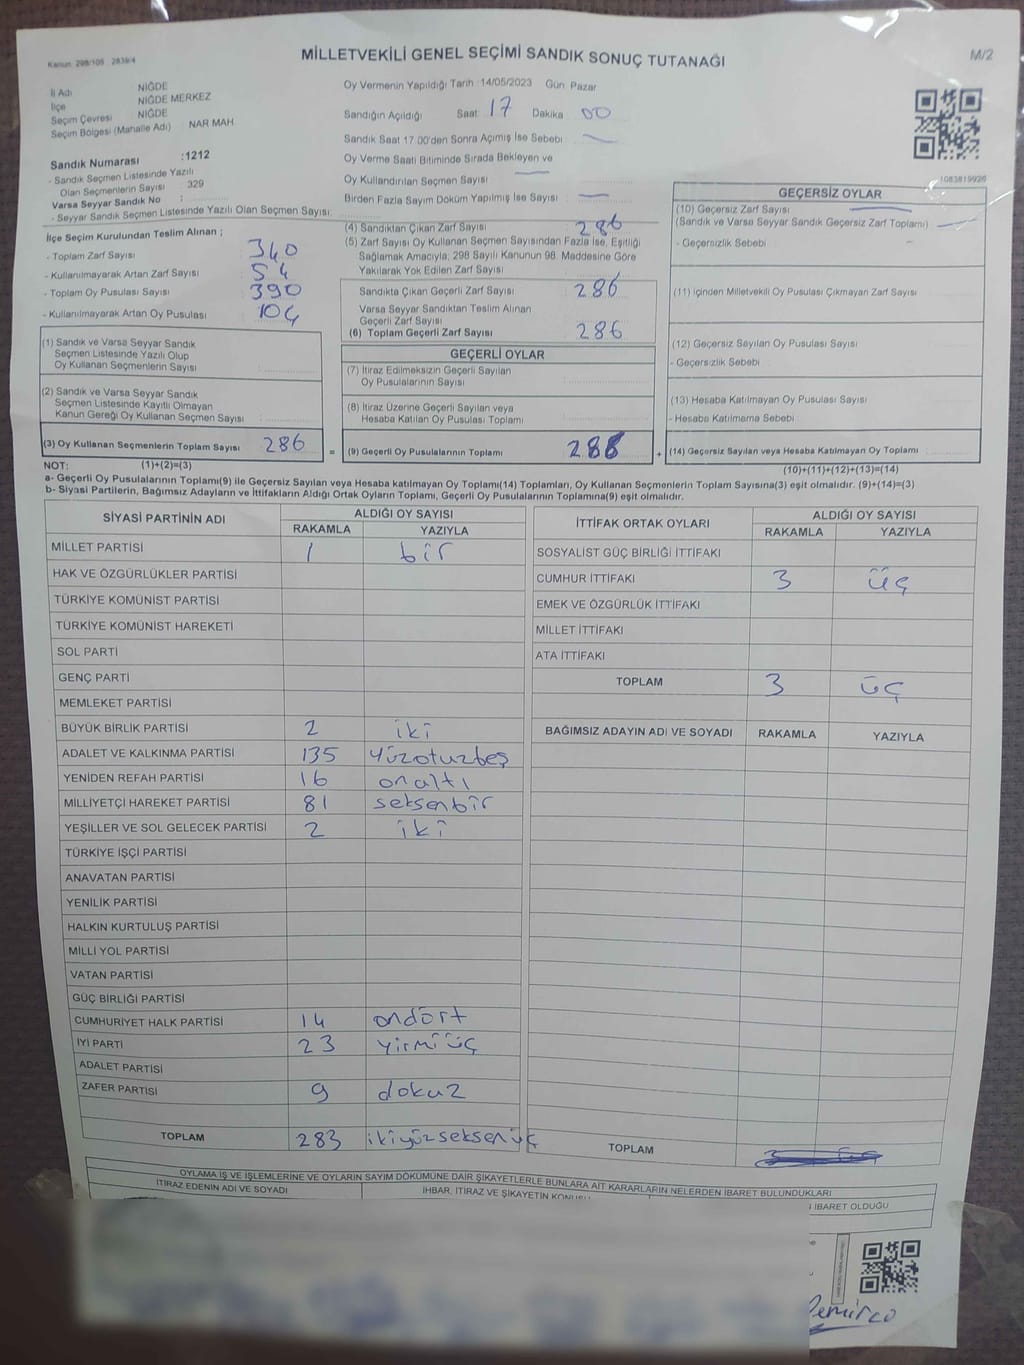 Kanun: 298/105 2839/4
MİLLETVEKİLİ GENEL SEÇİMİ SANDIK SONUÇ TUTANAĞI
M/2
İl Adı NİĞDE
İlçe NİĞDE MERKEZ
Seçim Çevresi NİĞDE
Seçim Bölgesi (Mahalle Adı) NAR MAH.
Sandık Numarası :1212
- Sandık Seçmen Listesinde Yazılı
Olan Seçmenlerin Sayısı : 329
Varsa Seyyar Sandık No :
- Seyyar Sandık Seçmen Listesinde Yazılı Olan Seçmen Sayısı:
Oy Vermenin Yapıldığı Tarih :14/05/2023 Gün: Pazar
Sandığın Açıldığı Saat: 17 Dakika 00
Sandık Saat 17.00'den Sonra Açımış İse Sebebi : —
Oy Verme Saati Bitiminde Sırada Bekleyen ve
Oy Kullandırılan Seçmen Sayısı —
Birden Fazla Sayım Döküm Yapılmış İse Sayısı : —
1083819926
İlçe Seçim Kurulundan Teslim Alınan ;
- Toplam Zarf Sayısı : 340
- Kullanılmayarak Artan Zarf Sayısı : 54
- Toplam Oy Pusulası Sayısı : 390
- Kullanılmayarak Artan Oy Pusulası : 104
(4) Sandıktan Çıkan Zarf Sayısı : 286
(5) Zarf Sayısı Oy Kullanan Seçmen Sayısından Fazla İse, Eşitliği
Sağlamak Amacıyla; 298 Sayılı Kanunun 98. Maddesine Göre
Yakılarak Yok Edilen Zarf Sayısı :
Sandıkta Çıkan Geçerli Zarf Sayısı : 286
Varsa Seyyar Sandıktan Teslim Alınan
Geçerli Zarf Sayısı :
(6) Toplam Geçerli Zarf Sayısı : 286
GEÇERSİZ OYLAR
(10) Geçersiz Zarf Sayısı —
(Sandık ve Varsa Seyyar Sandık Geçersiz Zarf Toplamı) —
- Geçersizlik Sebebi : -
(11) İçinden Milletvekili Oy Pusulası Çıkmayan Zarf Sayısı :
(12) Geçersiz Sayılan Oy Pusulası Sayısı :
- Geçersizlik Sebebi :
(13) Hesaba Katılmayan Oy Pusulası Sayısı :
- Hesaba Katılmama Sebebi :
(1) Sandık ve Varsa Seyyar Sandık
Seçmen Listesinde Yazılı Olup
Oy Kullanan Seçmenlerin Sayısı :
(2) Sandık ve Varsa Seyyar Sandık
Seçmen Listesinde Kayıtlı Olmayan
Kanun Gereği Oy Kullanan Seçmen Sayısı :
GEÇERLİ OYLAR
(7) İtiraz Edilmeksizin Geçerli Sayılan
Oy Pusulalarının Sayısı :
(8) İtiraz Üzerine Geçerli Sayılan veya
Hesaba Katılan Oy Pusulası Toplamı :
(3) Oy Kullanan Seçmenlerin Toplam Sayısı : 286 = (9) Geçerli Oy Pusulalarının Toplamı : 286 + (14) Geçersiz Sayılan veya Hesaba Katılmayan Oy Toplamı :
NOT: (1)+(2)=(3) (10)+(11)+(12)+(13)=(14)
a- Geçerli Oy Pusulalarının Toplamı(9) ile Geçersiz Sayılan veya Hesaba Katılmayan Oy Toplamı(14) Toplamları, Oy Kullanan Seçmenlerin Toplam Sayısına(3) eşit olmalıdır. (9)+(14)=(3)
b- Siyasi Partilerin, Bağımsız Adayların ve İttifakların Aldığı Ortak Oyların Toplamı, Geçerli Oy Pusulalarının Toplamına(9) eşit olmalıdır.
SİYASİ PARTİNİN ADI ALDIĞI OY SAYISI
RAKAMLA YAZIYLA
MİLLET PARTİSİ 1 bir
HAK VE ÖZGÜRLÜKLER PARTİSİ
TÜRKİYE KOMÜNİST PARTİSİ
TÜRKİYE KOMÜNİST HAREKETİ
SOL PARTİ
GENÇ PARTİ
MEMLEKET PARTİSİ
BÜYÜK BİRLİK PARTİSİ 2 iki
ADALET VE KALKINMA PARTİSİ 135 yüzotuzbeş
YENİDEN REFAH PARTİSİ 16 onaltı
MİLLİYETÇİ HAREKET PARTİSİ 81 seksenbir
YEŞİLLER VE SOL GELECEK PARTİSİ 2 iki
TÜRKİYE İŞÇİ PARTİSİ
ANAVATAN PARTİSİ
YENİLİK PARTİSİ
HALKIN KURTULUŞ PARTİSİ
MİLLİ YOL PARTİSİ
VATAN PARTİSİ
GÜÇ BİRLİĞİ PARTİSİ
CUMHURİYET HALK PARTİSİ 14 ondört
İYİ PARTİ 23 yirmiüç
ADALET PARTİSİ
ZAFER PARTİSİ 9 dokuz
TOPLAM 283 ikiyüzseksenüç
İTTİFAK ORTAK OYLARI ALDIĞI OY SAYISI
RAKAMLA YAZIYLA
SOSYALİST GÜÇ BİRLİĞİ İTTİFAKI
CUMHUR İTTİFAKI 3 üç
EMEK VE ÖZGÜRLÜK İTTİFAKI
MİLLET İTTİFAKI
ATA İTTİFAKI
TOPLAM 3 üç
BAĞIMSIZ ADAYIN ADI VE SOYADI RAKAMLA YAZIYLA
TOPLAM 3 üç
OYLAMA İŞ VE İŞLEMLERİNE VE OYLARIN SAYIM DÖKÜMÜNE DAİR ŞİKAYETLERLE BUNLARA AİT KARARLARIN NELERDEN İBARET BULUNDUKLARI
İTİRAZ EDENİN ADI VE SOYADI İHBAR, İTİRAZ VE ŞİKAYETİN KONUSU İBARET OLDUĞU